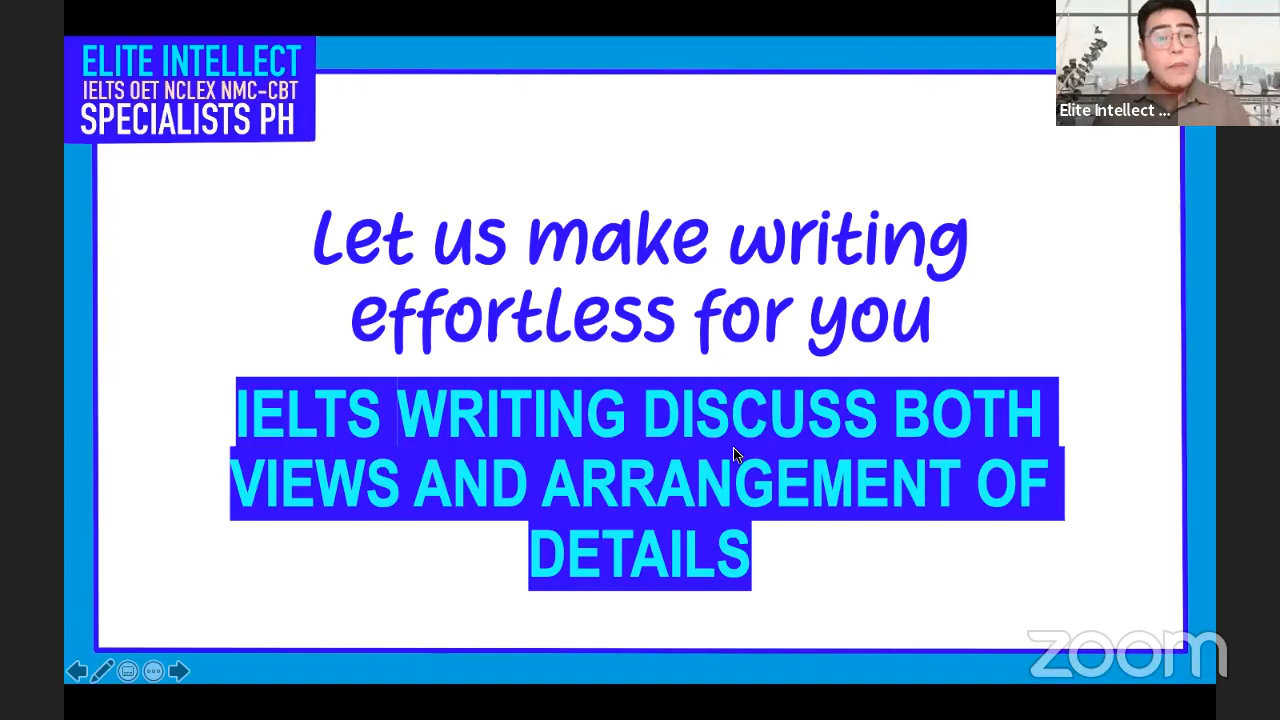 ELITE INTELLECT
IELTS OET NCLEX NMC-CBT
SPECIALISTS PH
Elite Intellect ...
Let us make writing
effortless for you
IELTS WRITING DISCUSS BOTH
VIEWS AND ARRANGEMENT OF
DETAILS
zoom